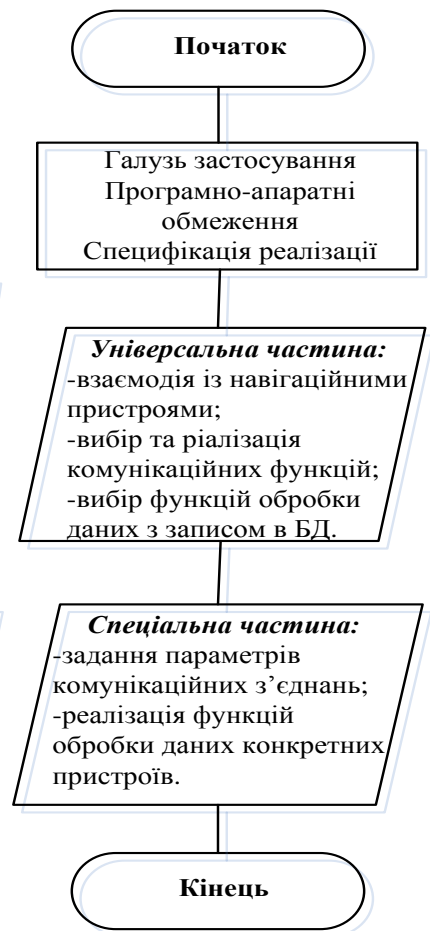 Початок
Галузь застосування
Програмно-апаратні
обмеження
Специфікація реалізації
Універсальна частина:
-взаємодія із навігаційними
пристроями;
-вибір та ріалізація
комунікаційних функцій;
-вибір функцій обробки
даних з записом в БД.
Спеціальна частина:
-задання параметрів
комунікаційних з’єднань;
-реалізація функцій
обробки даних конкретних
пристроїв.
Кінець